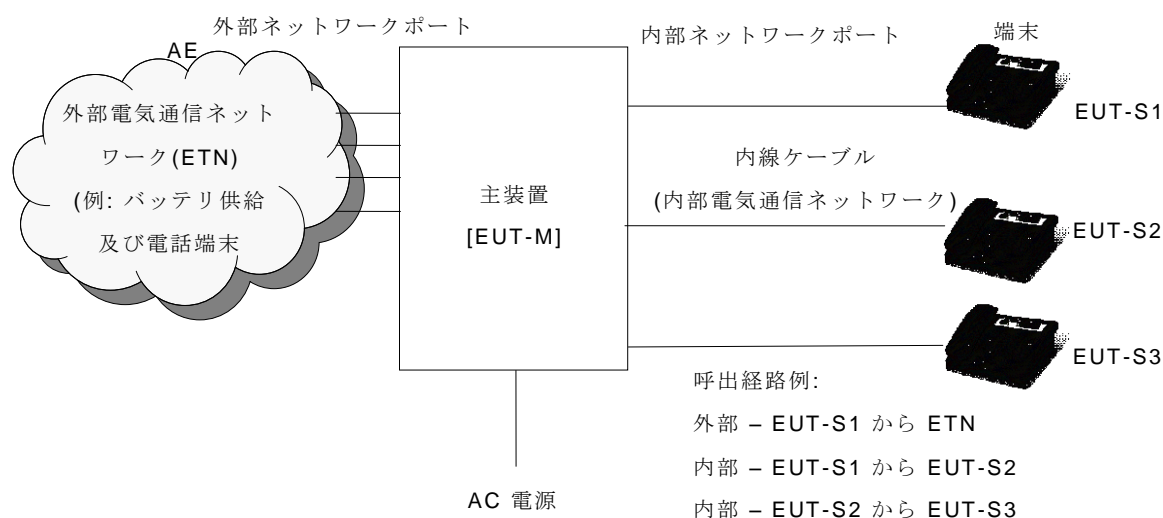 外部ネットワークポート
内部ネットワークポート
端末
AE
外部電気通信ネット
ワーク(ETN)
(例: バッテリ供給
及び電話端末
主装置
[EUT-M]
EUT-S1
内線ケーブル
(内部電気通信ネットワーク)
EUT-S2
EUT-S3
呼出経路例:
外部 – EUT-S1 から ETN
内部 – EUT-S1 から EUT-S2
内部 – EUT-S2 から EUT-S3
AC 電源